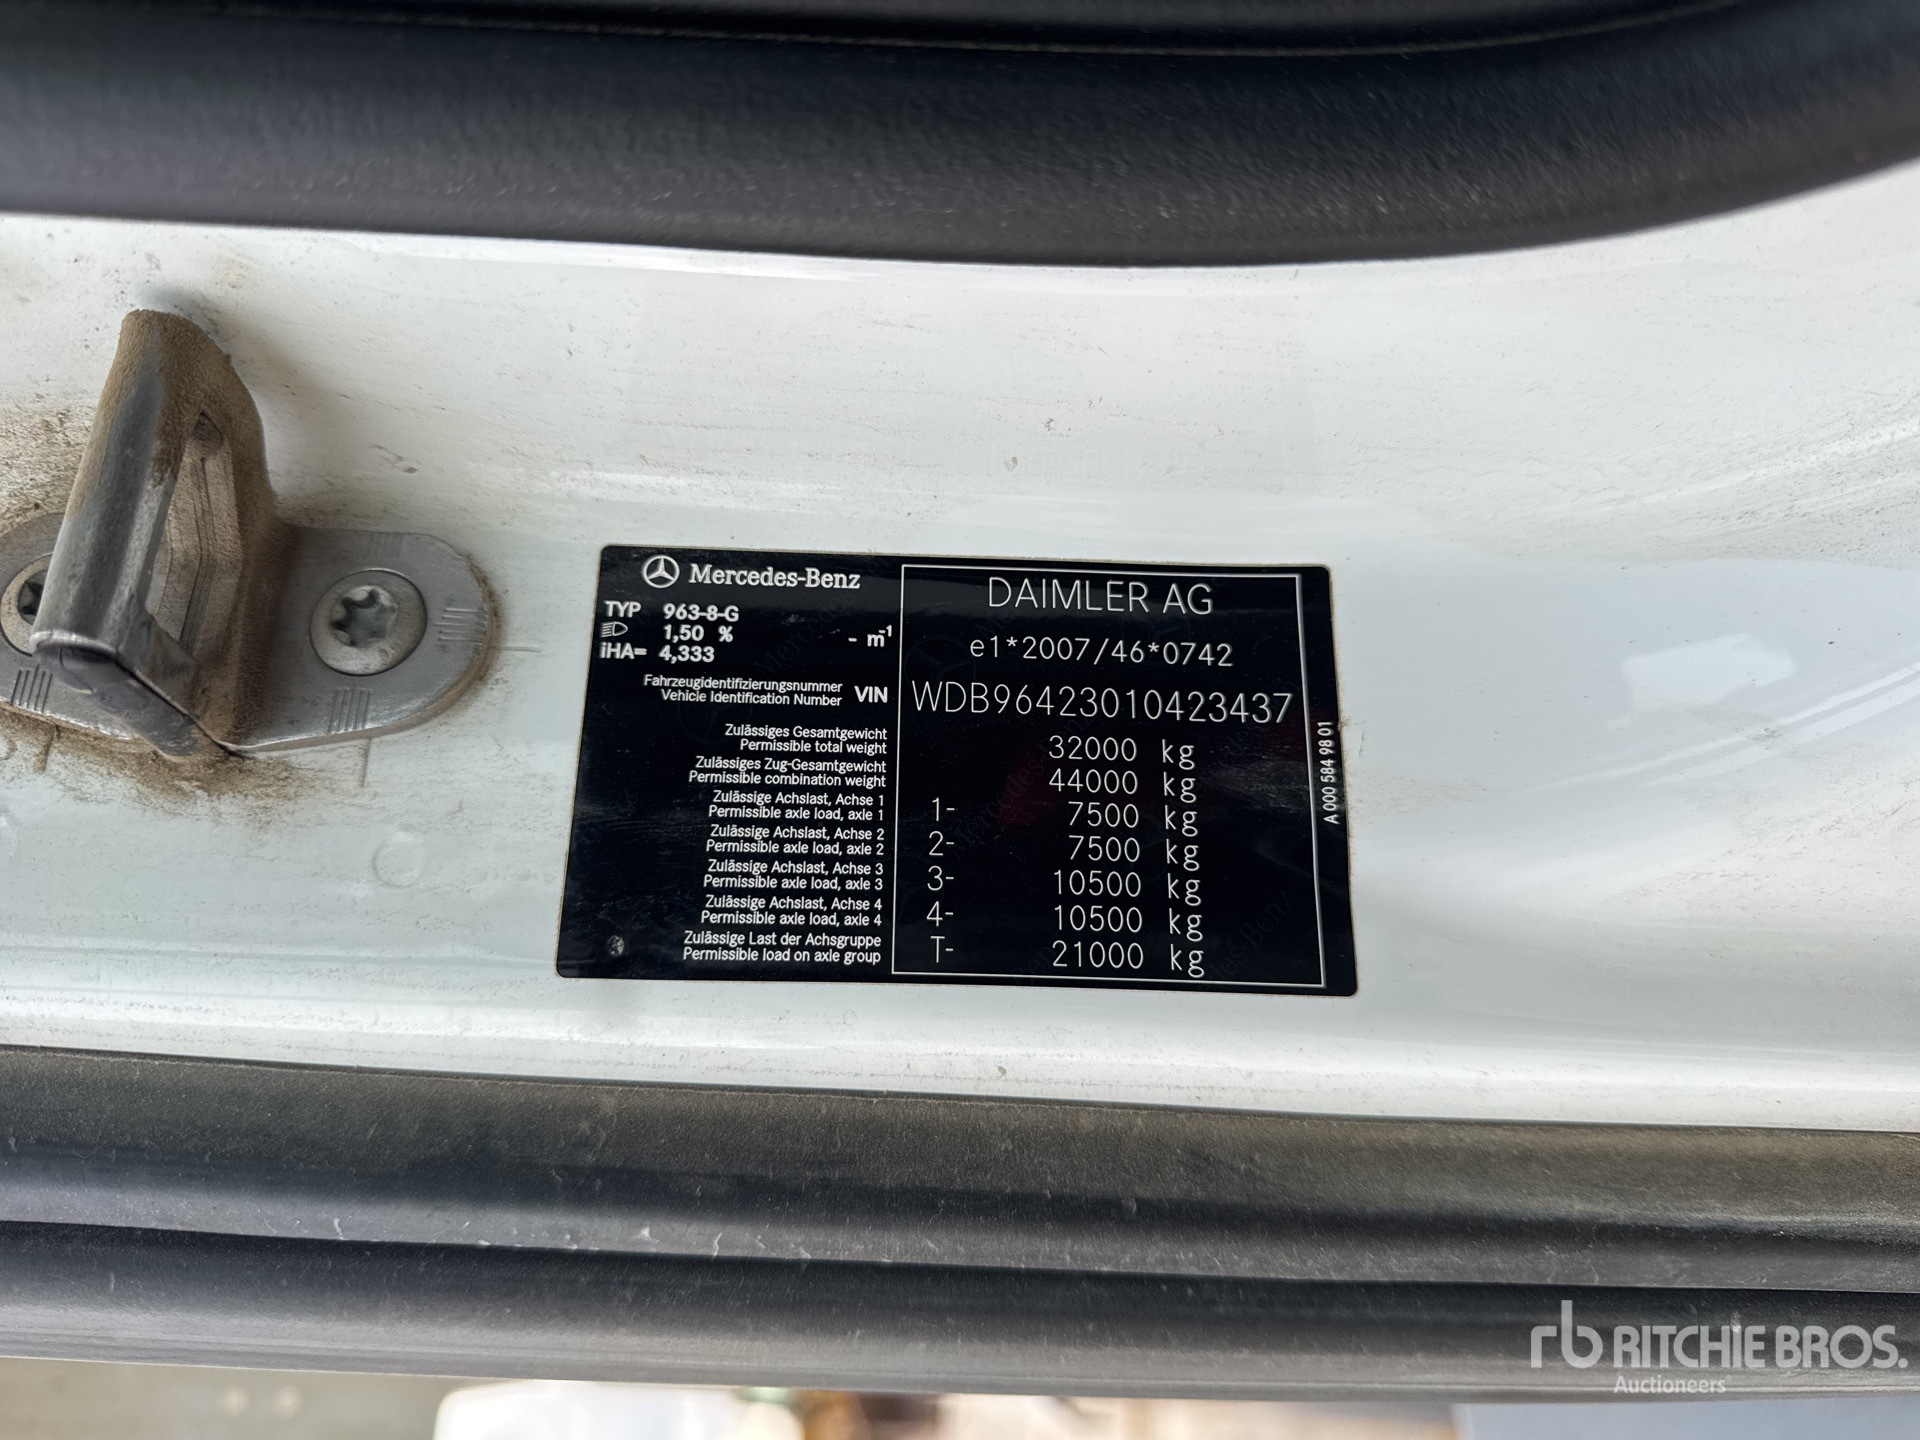 Mercedes-Benz
TYP 963-8-G
1,50 % - m-1
iHA= 4,333
DAIMLER AG
e1*2007/46*0742
Fahrzeugidentifizierungsnummer
Vehicle Identification Number VIN WDB96423010423437
Zulässiges Gesamtgewicht
Permissible total weight 32000 kg
Zulässiges Zug-Gesamtgewicht
Permissible combination weight 44000 kg
Zulässige Achslast, Achse 1
Permissible axle load, axle 1 1- 7500 kg
Zulässige Achslast, Achse 2
Permissible axle load, axle 2 2- 7500 kg
Zulässige Achslast, Achse 3
Permissible axle load, axle 3 3- 10500 kg
Zulässige Achslast, Achse 4
Permissible axle load, axle 4 4- 10500 kg
Zulässige Last der Achsgruppe
Permissible load on axle group T- 21000 kg
A 000 584 98 01
rb RITCHIE BROS.
Auctioneers